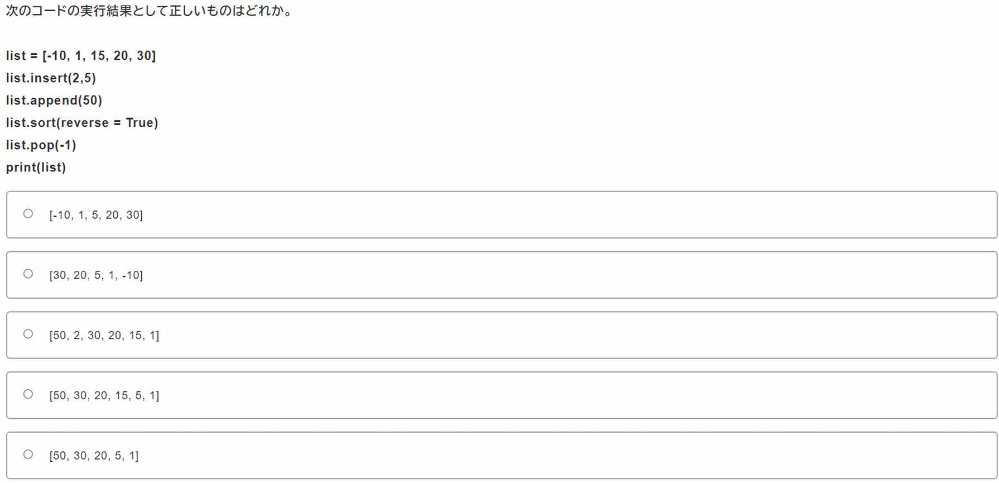 次のコードの実行結果として正しいものはどれか。
list = [-10, 1, 15, 20, 30]
list.insert(2,5)
list.append(50)
list.sort(reverse = True)
list.pop(-1)
print(list)
[-10, 1, 5, 20, 30]
[30, 20, 5, 1, -10]
[50, 2, 30, 20, 15, 1]
[50, 30, 20, 15, 5, 1]
[50, 30, 20, 5, 1]